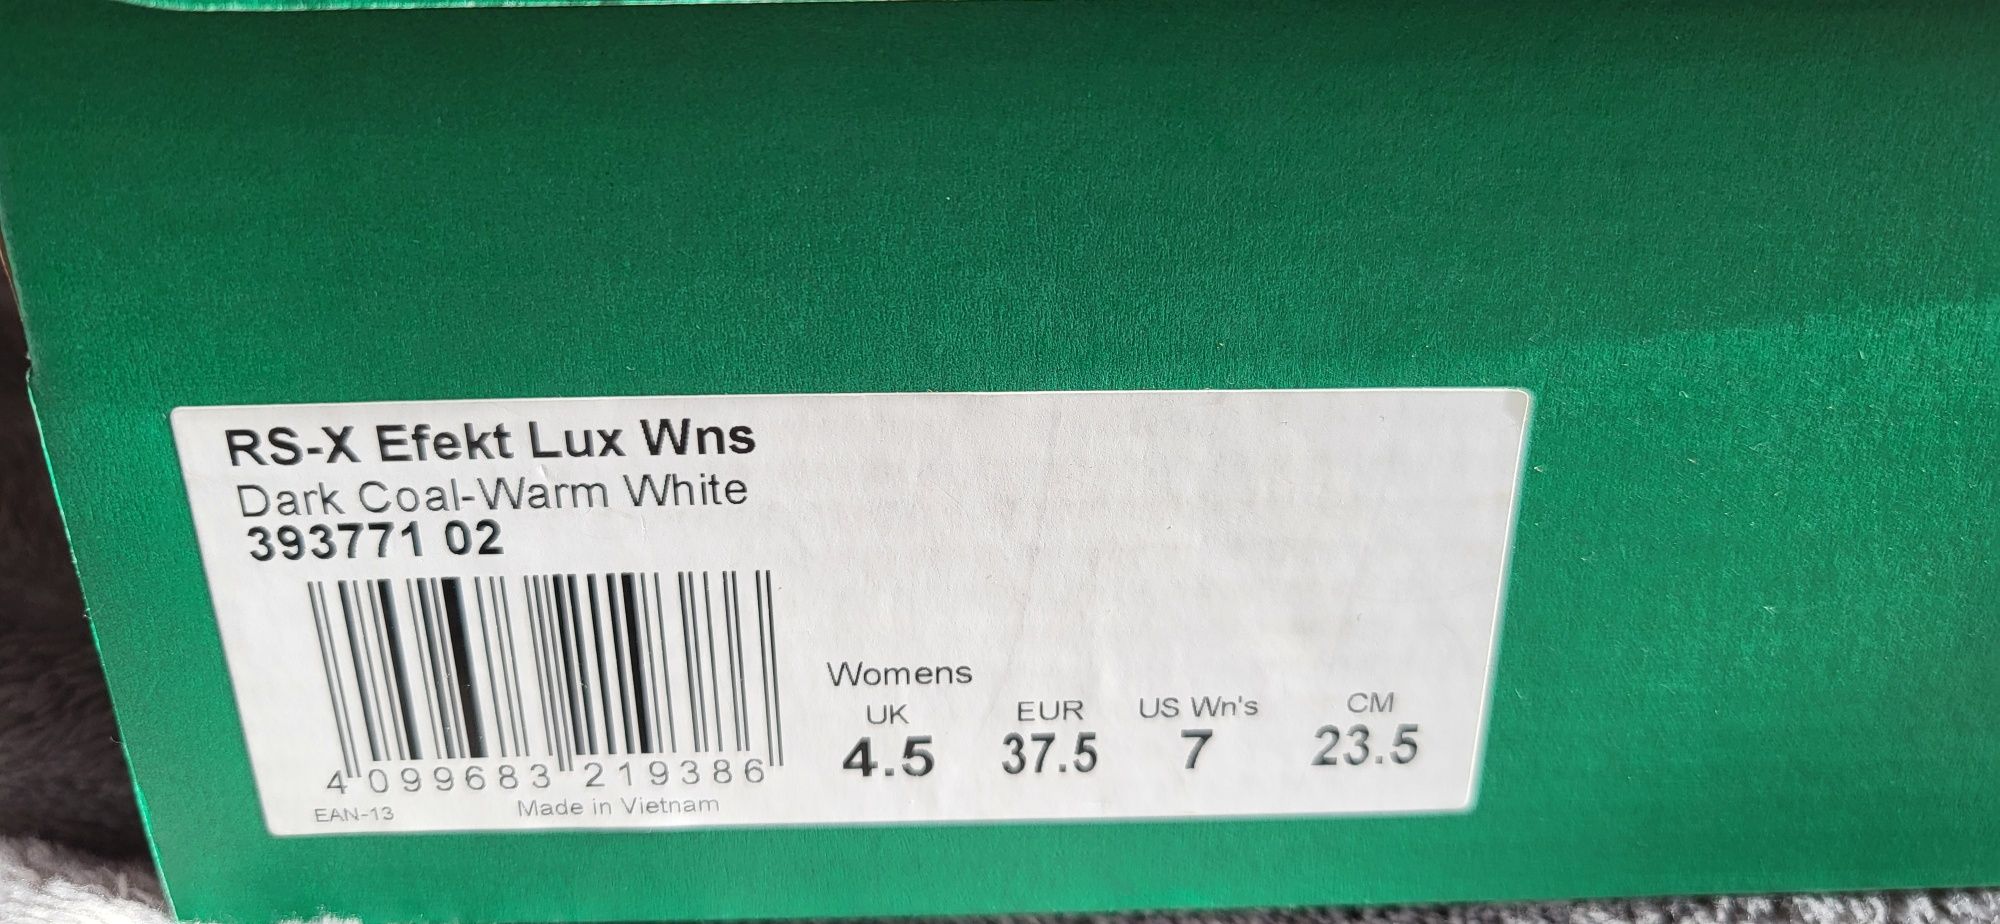 RS-X Efekt Lux Wns
Dark Coal-Warm White
393771 02
4 099683 219386
EAN-13 Made in Vietnam
Womens
UK EUR US Wn's CM
4.5 37.5 7 23.5